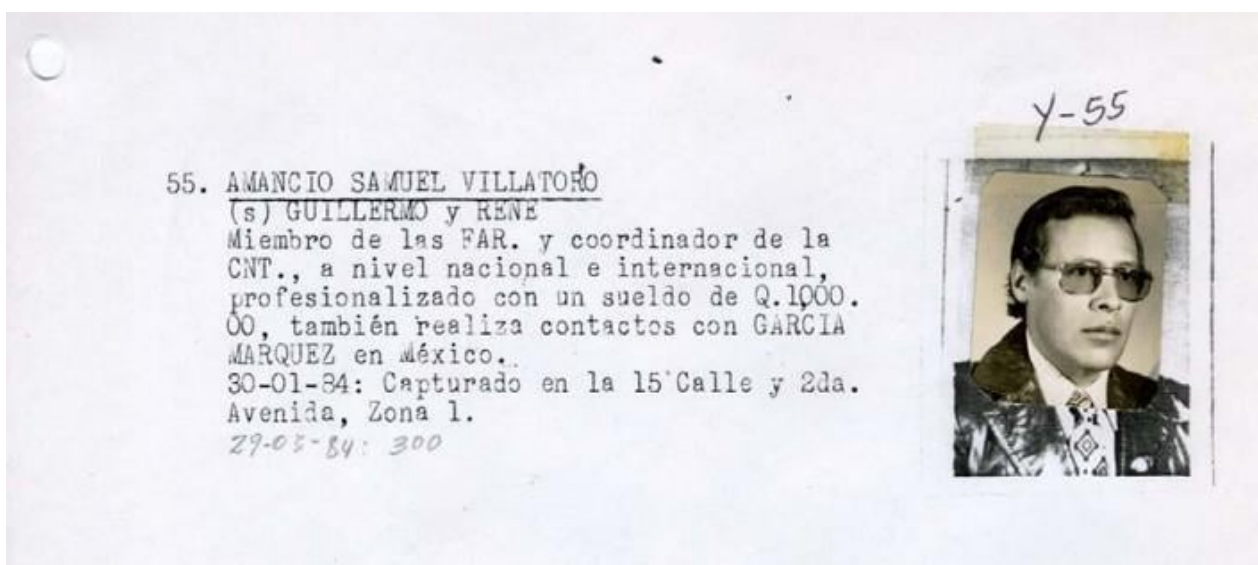 Y-55
55. AMANCIO SAMUEL VILLATORO
(s) GUILLERMO y RENE
Miembro de las FAR. y coordinador de la
CNT., a nivel nacional e internacional,
profesionalizado con un sueldo de Q.1,000.
00, también realiza contactos con GARCIA
MARQUEZ en México.
30-01-84: Capturado en la 15 Calle y 2da.
Avenida, Zona 1.
29-03-84: 300